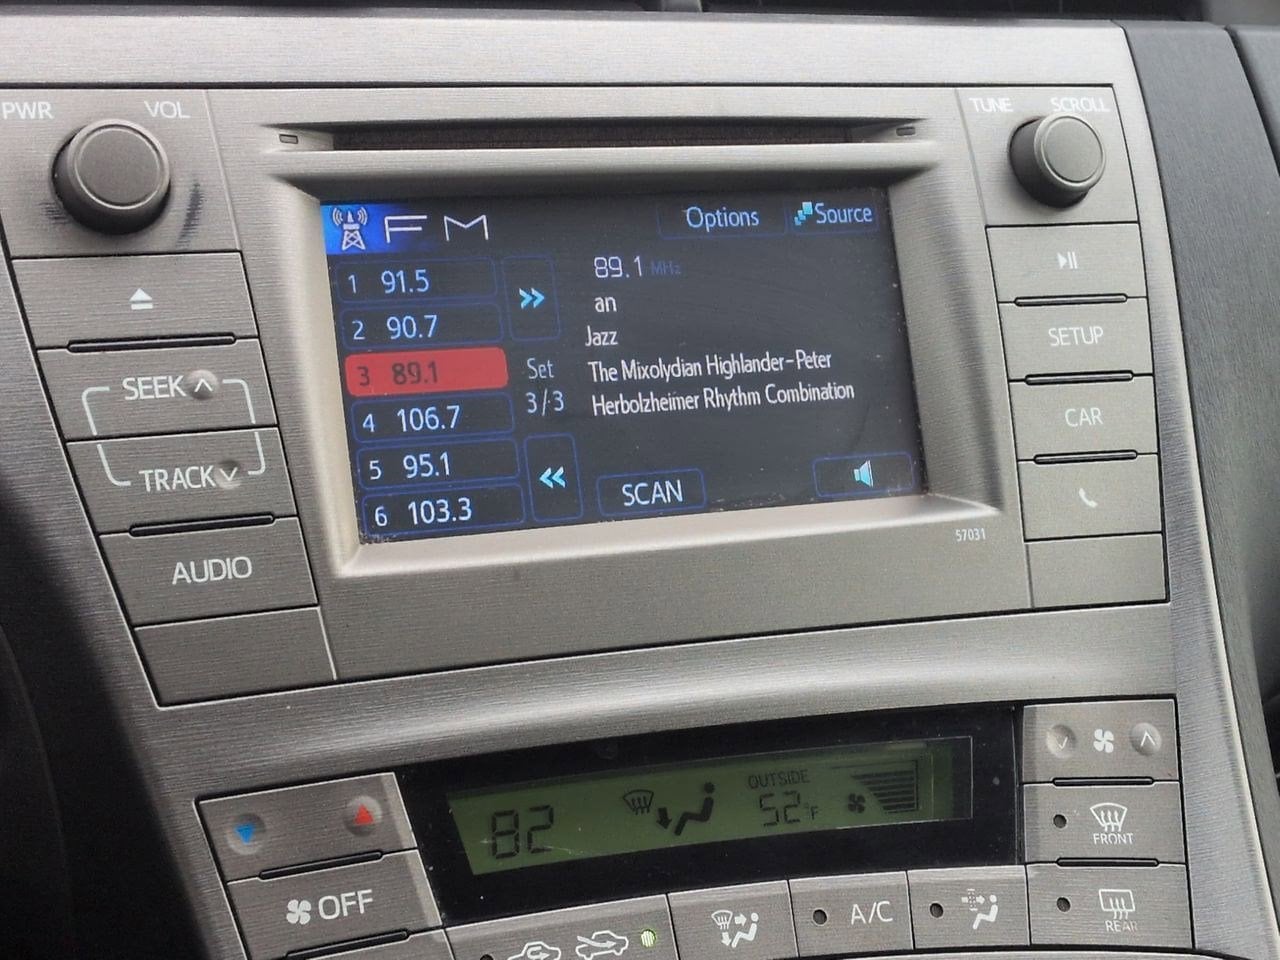 PWR VOL
TUNE SCROLL
FM
Options
Source
1 91.5
2 90.7
3 89.1
4 106.7
5 95.1
6 103.3
Set
3/3
89.1 MHz
an
Jazz
The Mixolydian Highlander-Peter
Herbolzheimer Rhythm Combination
SCAN
57031
SEEK
TRACK
AUDIO
SETUP
CAR
82
OUTSIDE
52°F
OFF
A/C
FRONT
REAR